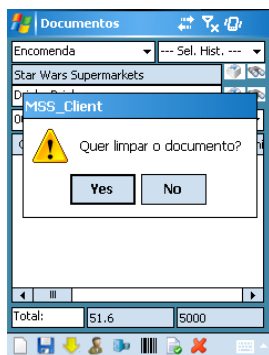 Documentos
Encomenda
--- Sel. Hist. ---
Star Wars Supermarkets
MSS_Client
Quer limpar o documento?
Yes
No
Total:
51.6
5000